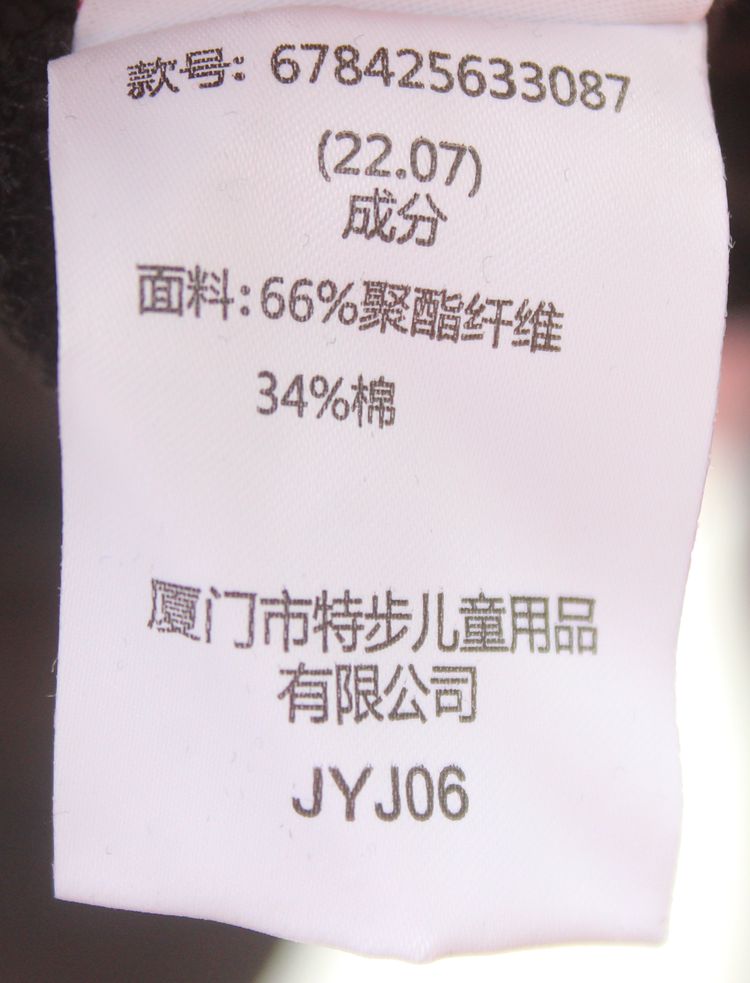 款号: 678425633087
(22.07)
成分
面料:66%聚酯纤维
34%棉
厦门市特步儿童用品
有限公司
JYJ06